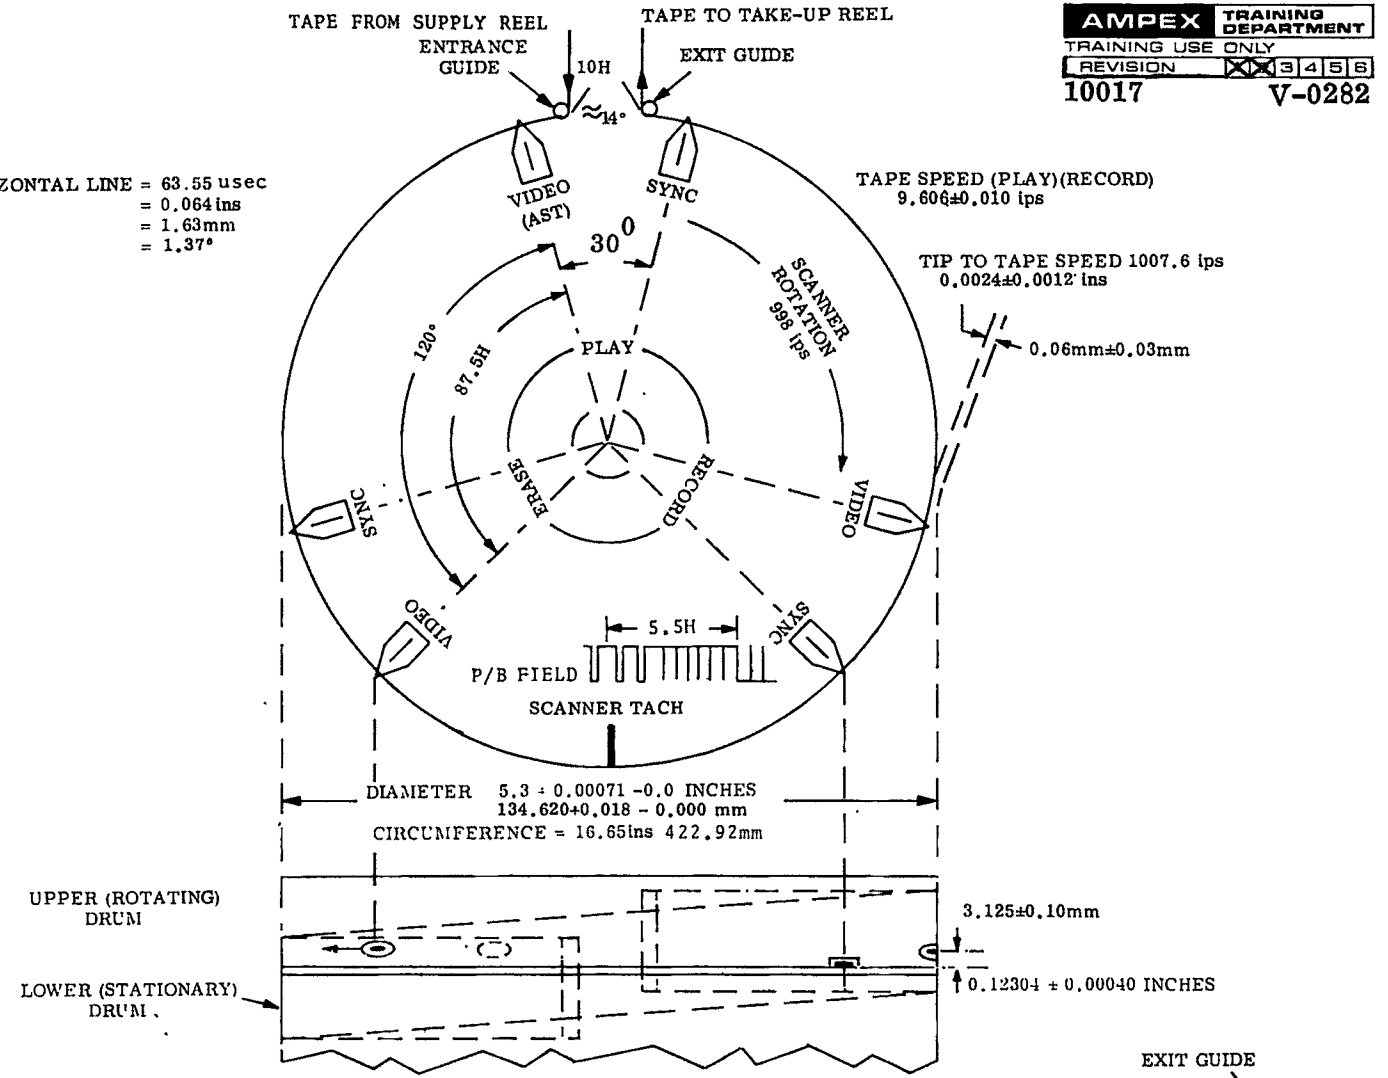 TAPE FROM SUPPLY REEL
TAPE TO TAKE-UP REEL
ENTRANCE
GUIDE
EXIT GUIDE
10H
≈14°
AMPEX TRAINING
DEPARTMENT
TRAINING USE ONLY
REVISION 3 4 5 6
10017 V-0282
ZONTAL LINE = 63.55 usec
= 0.064ins
= 1.63mm
= 1.37°
VIDEO
(AST)
SYNC
30°
TAPE SPEED (PLAY)(RECORD)
9.606±0.010 ips
TIP TO TAPE SPEED 1007.6 ips
0.0024±0.0012 ins
0.06mm±0.03mm
SCANNER
ROTATION
998 ips
120°
87.5H
PLAY
ERASE
RECORD
SYNC
VIDEO
VIDEO
SYNC
5.5H
P/B FIELD
SCANNER TACH
DIAMETER 5.3 + 0.00071 -0.0 INCHES
134.620+0.018 - 0.000 mm
CIRCUMFERENCE = 16.65ins 422.92mm
UPPER (ROTATING)
DRUM
3.125±0.10mm
LOWER (STATIONARY)
DRUM.
0.12304 ± 0.00040 INCHES
EXIT GUIDE